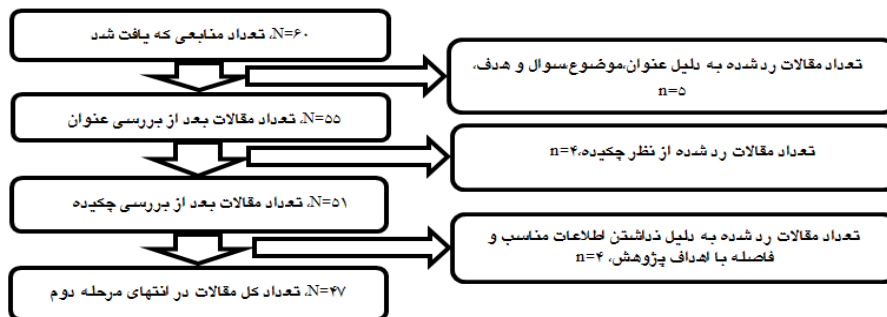 N=۶۰، تعداد منابعی که یافت شد
تعداد مقالات رد شده به دلیل عنوان،موضوع،سوال و هدف،
n=۵
N=۵۵، تعداد مقالات بعد از بررسی عنوان
تعداد مقالات رد شده از نظر چکیده،n=۴
N=۵۱، تعداد مقالات بعد از بررسی چکیده
تعداد مقالات رد شده به دلیل نداشتن اطلاعات مناسب و
فاصله با اهداف پژوهش، n=۴
N=۴۷، تعداد کل مقالات در انتهای مرحله دوم